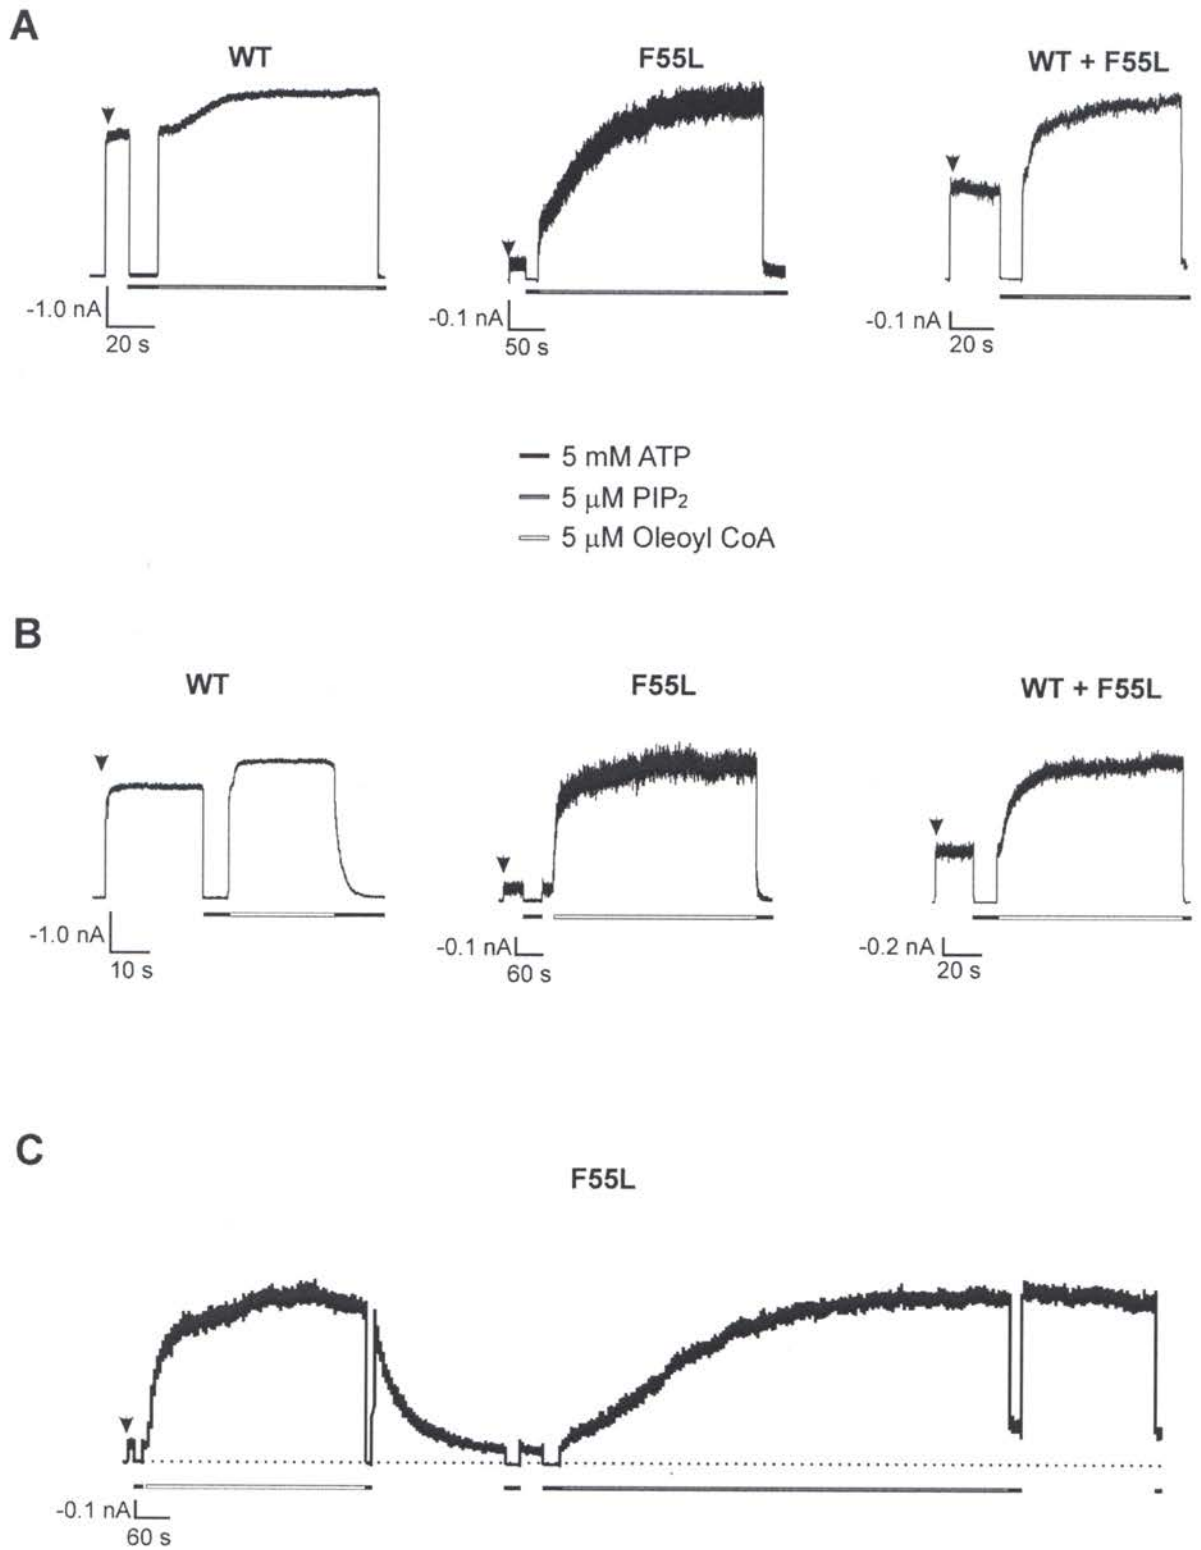 A
WT
F55L
WT + F55L
-1.0 nA
20 s
-0.1 nA
50 s
-0.1 nA
20 s
5 mM ATP
5 μM PIP₂
5 μM Oleoyl CoA
B
WT
F55L
WT + F55L
-1.0 nA
10 s
-0.1 nA
60 s
-0.2 nA
20 s
C
F55L
-0.1 nA
60 s